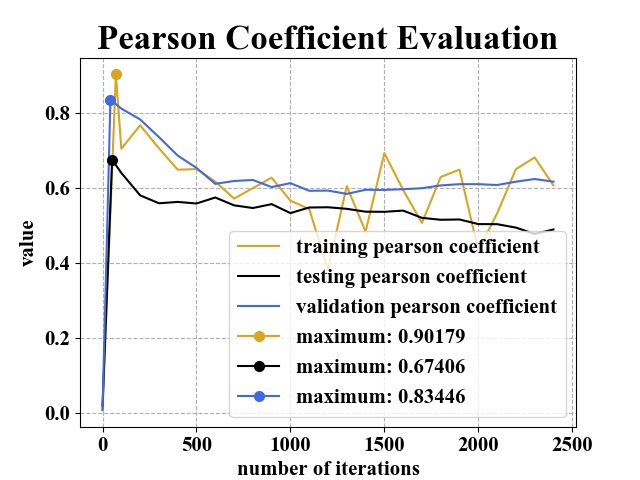 Pearson Coefficient Evaluation
value
0.8
0.6
0.4
0.2
0.0
training pearson coefficient
testing pearson coefficient
validation pearson coefficient
maximum: 0.90179
maximum: 0.67406
maximum: 0.83446
0 500 1000 1500 2000 2500
number of iterations